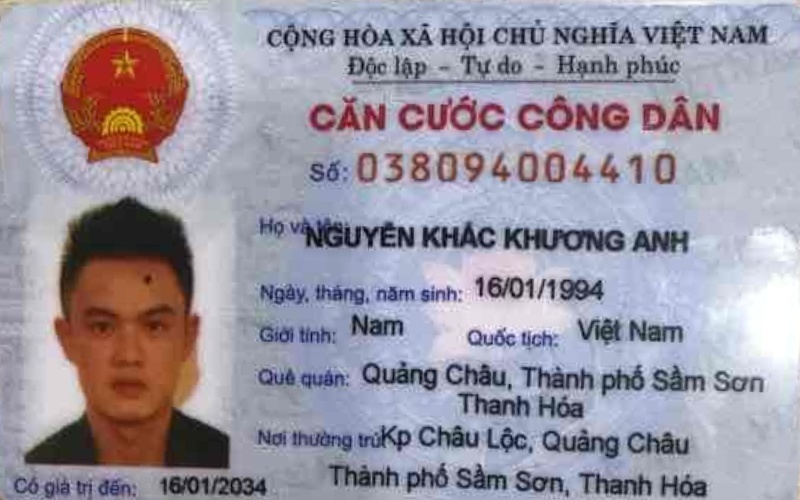 CỘNG HÒA XÃ HỘI CHỦ NGHĨA VIỆT NAM
Độc lập - Tự do - Hạnh phúc
CĂN CƯỚC CÔNG DÂN
Số: 038094004410
Họ và tên: NGUYỄN KHẮC KHƯƠNG ANH
Ngày, tháng, năm sinh: 16/01/1994
Giới tính: Nam Quốc tịch: Việt Nam
Quê quán: Quảng Châu, Thành phố Sầm Sơn
Thanh Hóa
Nơi thường trú: Kp Châu Lộc, Quảng Châu
Thành phố Sầm Sơn, Thanh Hóa
Có giá trị đến: 16/01/2034